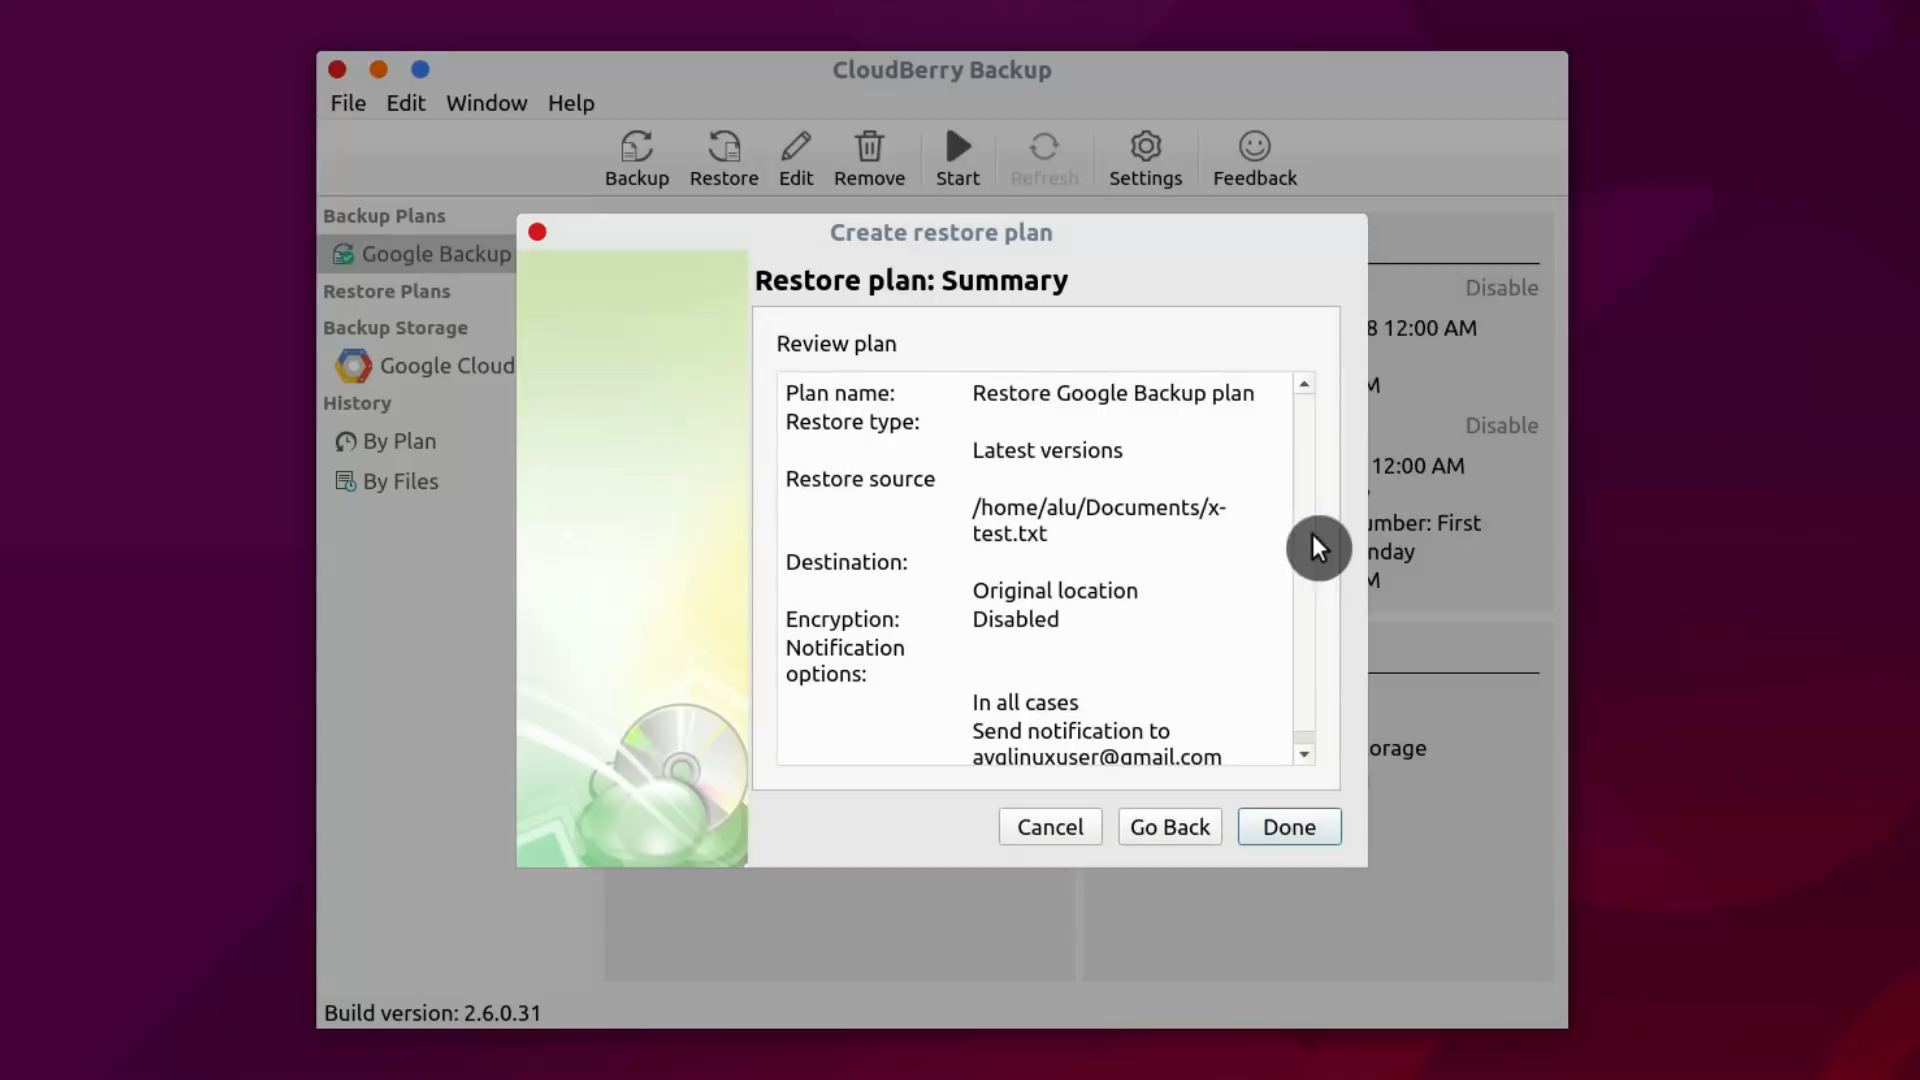 CloudBerry Backup
File Edit Window Help
Backup Restore Edit Remove Start Refresh Settings Feedback
Backup Plans
Google Backup
Restore Plans
Backup Storage
Google Cloud
History
By Plan
By Files
Create restore plan
Restore plan: Summary
Review plan
Plan name: Restore Google Backup plan
Restore type:
Latest versions
Restore source
/home/alu/Documents/x-
test.txt
Destination:
Original location
Encryption: Disabled
Notification
options:
In all cases
Send notification to
avglinuxuser@gmail.com
Cancel Go Back Done
Disable
8 12:00 AM
M
Disable
12:00 AM
umber: First
nday
M
orage
Build version: 2.6.0.31